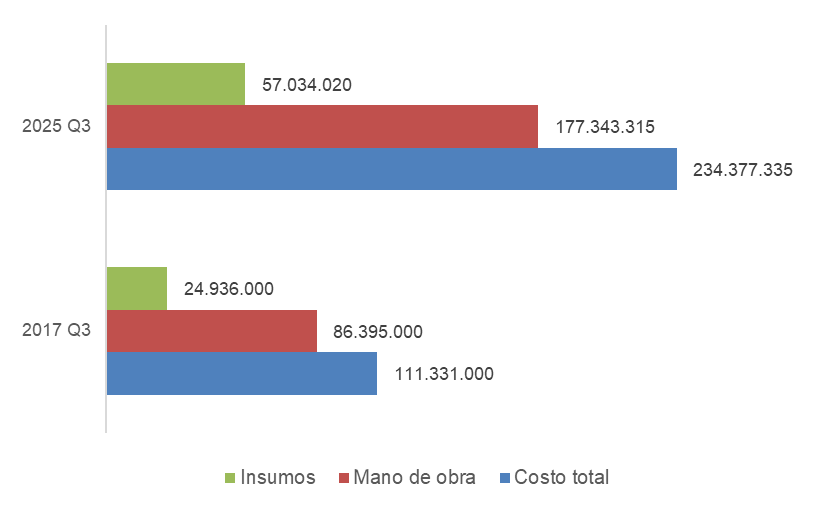 57.034.020
2025 Q3
177.343.315
234.377.335
24.936.000
2017 Q3
86.395.000
111.331.000
Insumos Mano de obra Costo total